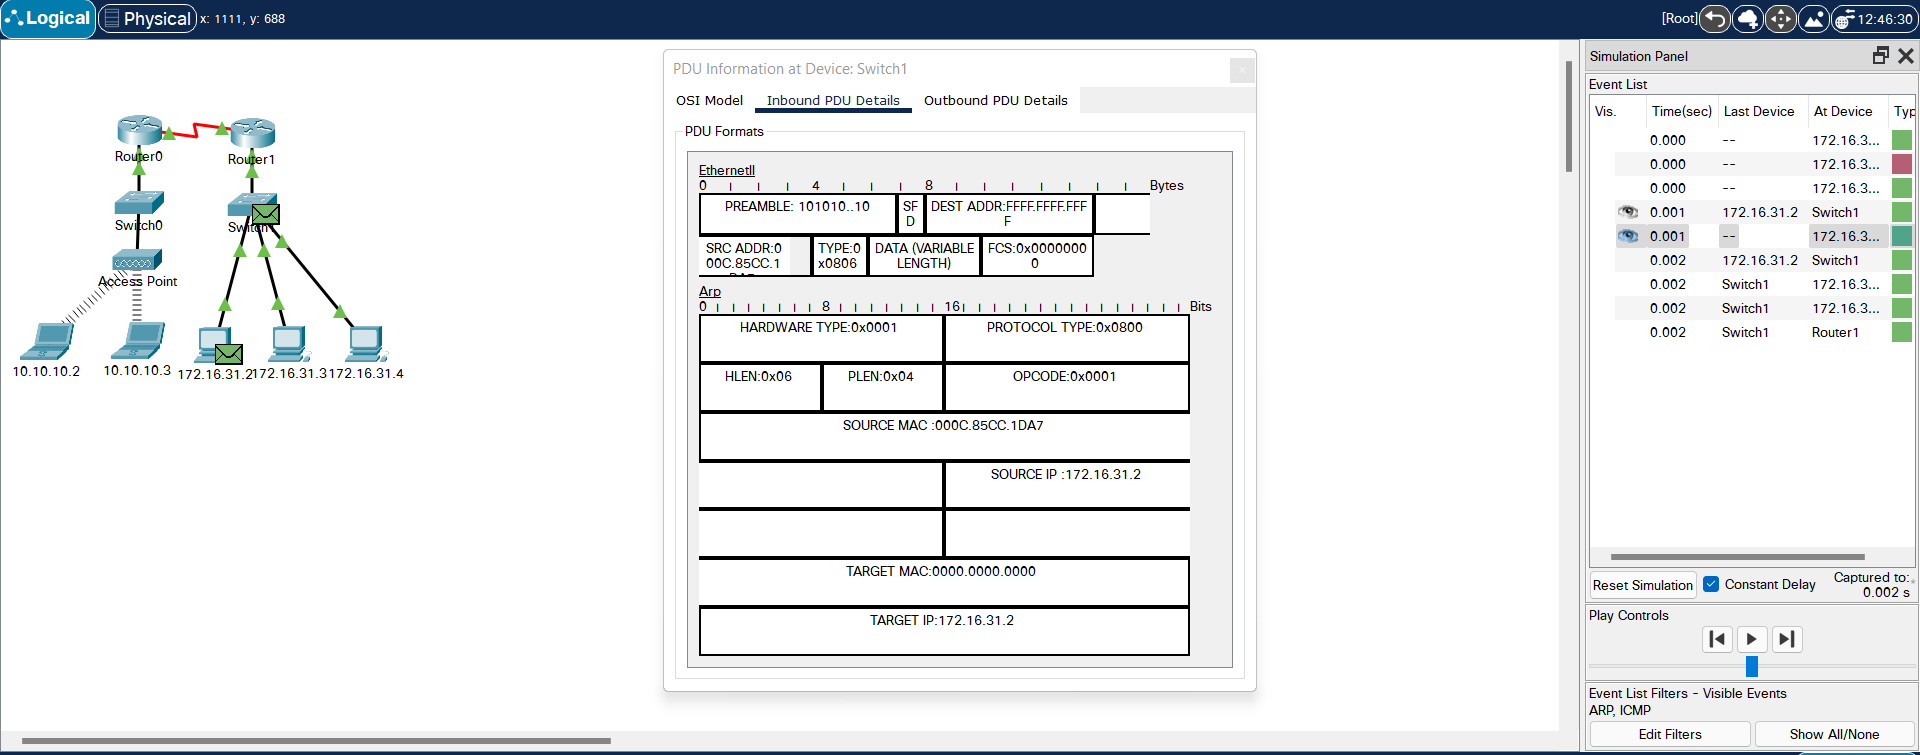 Logical
Physical
x: 1111, y: 688
[Root]
12:46:30
Router0
Router1
Switch0
Switch1
Access Point
10.10.10.2
10.10.10.3
172.16.31.2
172.16.31.3
172.16.31.4
PDU Information at Device: Switch1
OSI Model
Inbound PDU Details
Outbound PDU Details
PDU Formats
EthernetII
0 4 8 Bytes
PREAMBLE: 101010..10
SF
D
DEST ADDR:FFFF.FFFF.FFF
F
SRC ADDR:0
00C.85CC.1
DA7
TYPE:0
x0806
DATA (VARIABLE
LENGTH)
FCS:0x0000000
0
Arp
0 8 16 Bits
HARDWARE TYPE:0x0001
PROTOCOL TYPE:0x0800
HLEN:0x06
PLEN:0x04
OPCODE:0x0001
SOURCE MAC :000C.85CC.1DA7
SOURCE IP :172.16.31.2
TARGET MAC:0000.0000.0000
TARGET IP:172.16.31.2
Simulation Panel
Event List
Vis. Time(sec) Last Device At Device Typ
0.000 -- 172.16.3...
0.000 -- 172.16.3...
0.000 -- 172.16.3...
0.001 172.16.31.2 Switch1
0.001 -- 172.16.3...
0.002 172.16.31.2 Switch1
0.002 Switch1 172.16.3...
0.002 Switch1 172.16.3...
0.002 Switch1 Router1
Reset Simulation
Constant Delay
Captured to:
0.002 s
Play Controls
Event List Filters - Visible Events
ARP, ICMP
Edit Filters
Show All/None